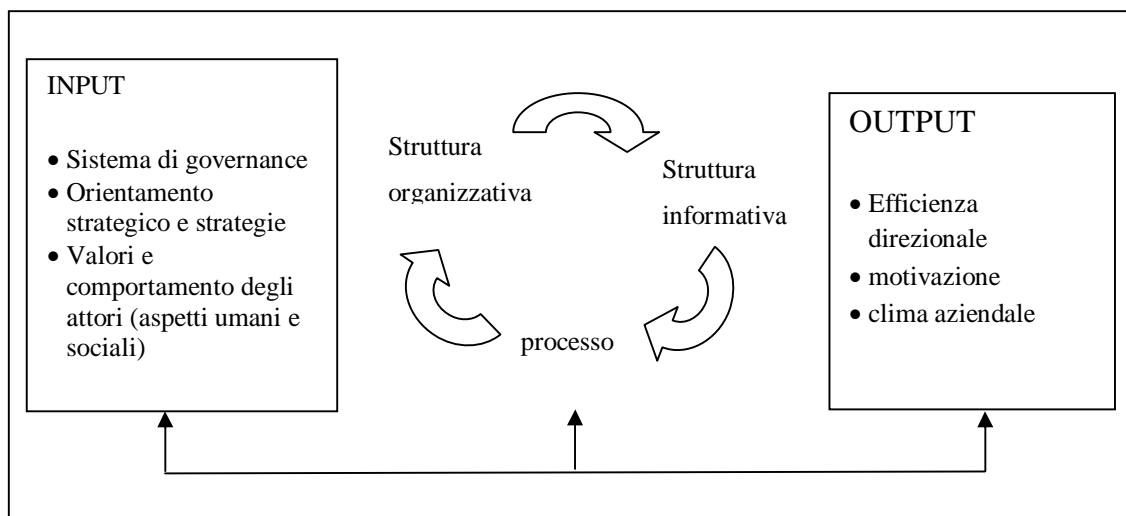 INPUT
• Sistema di governance
• Orientamento
strategico e strategie
• Valori e
comportamento degli
attori (aspetti umani e
sociali)
Struttura
organizzativa
Struttura
informativa
processo
OUTPUT
• Efficienza
direzionale
• motivazione
• clima aziendale